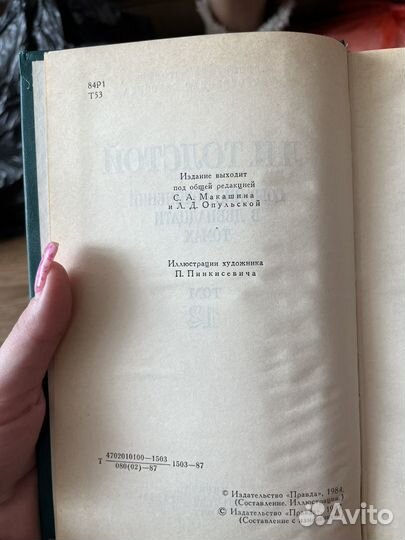 84Р1
Т53
Издание выходит
под общей редакцией
С. А. Макашина
и Л. Д. Опульской
Иллюстрации художника
П. Пинкисевича
4702010100—1503
Т 080(02)—87 1503—87
© Издательство «Правда», 1984.
(Составление. Иллюстрации.)
© Издательство
(Составление с
Avito